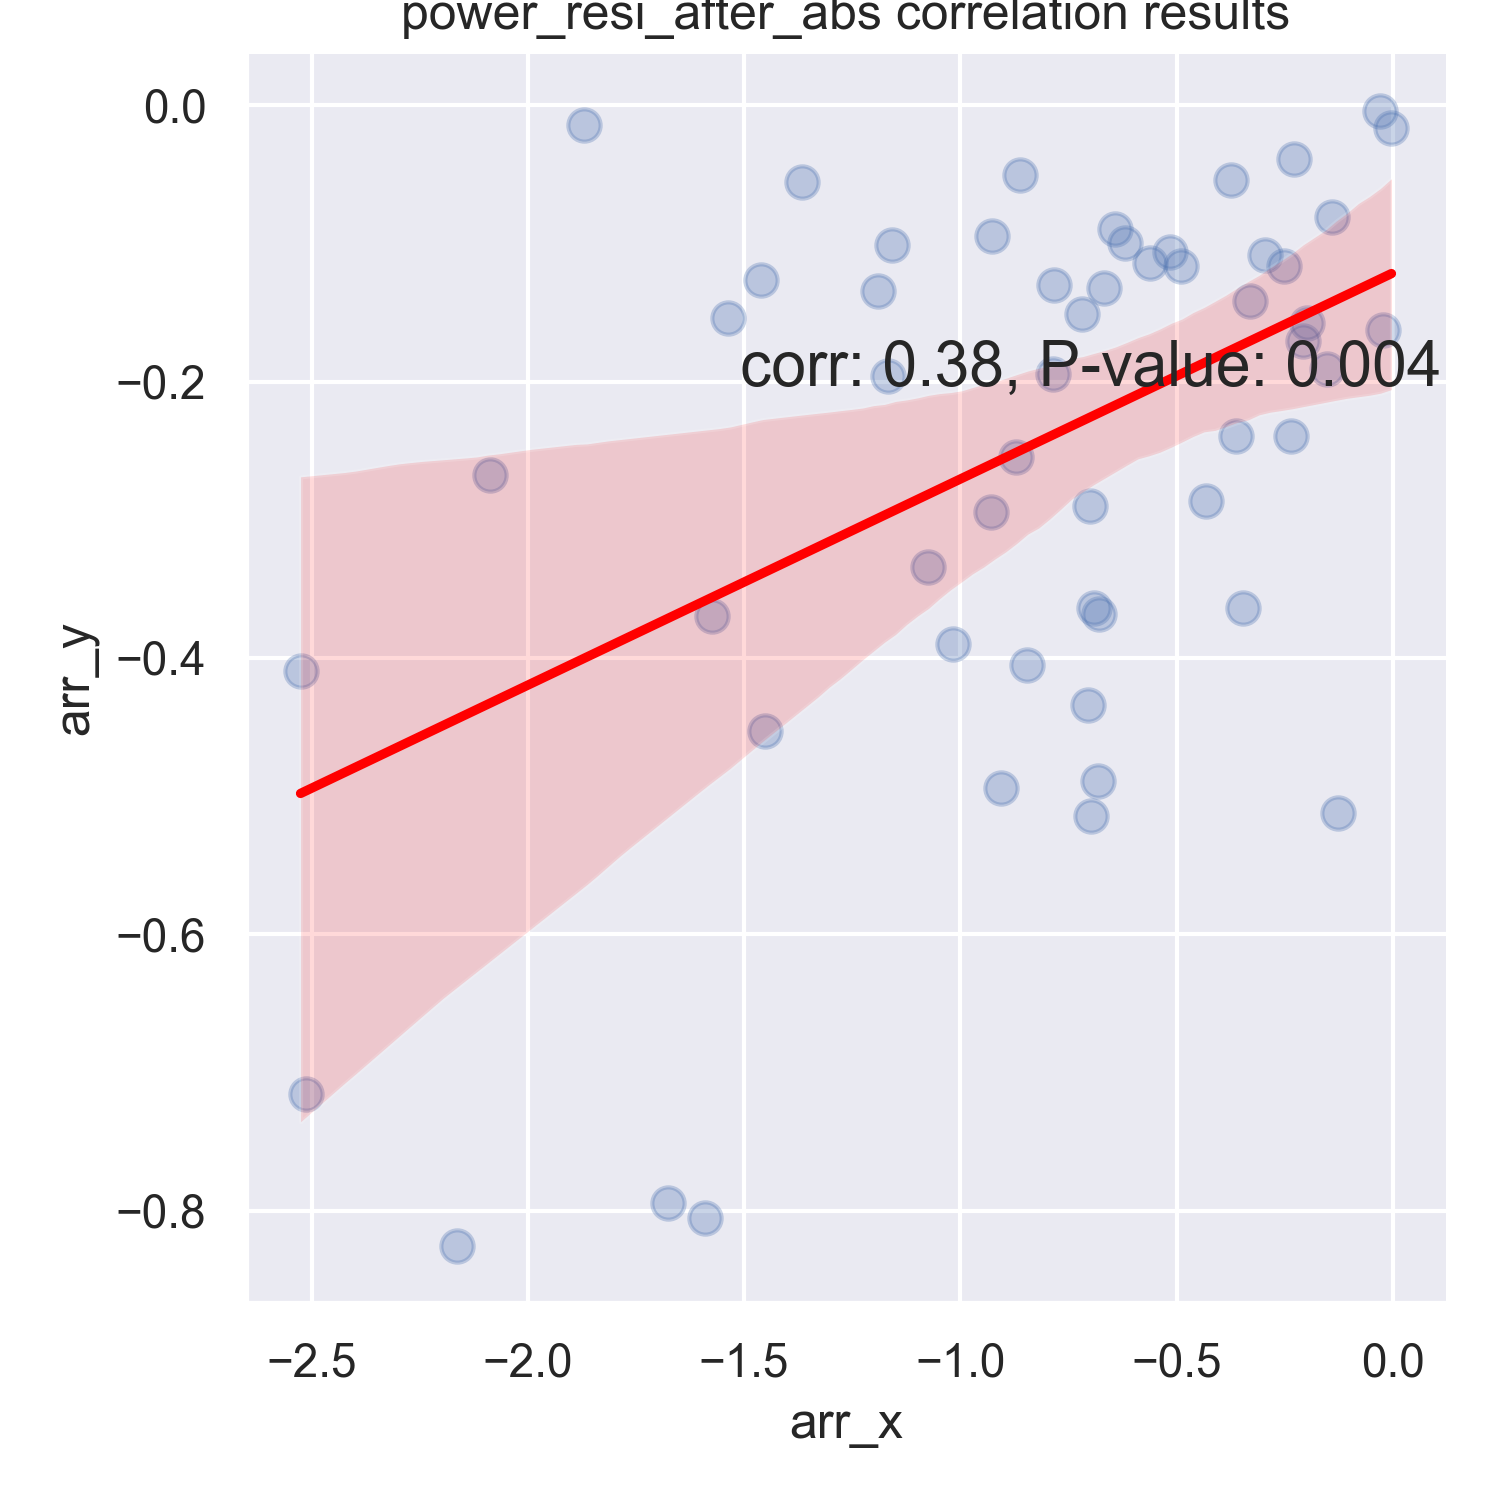 power_resi_after_abs correlation results
0.0
−0.2
−0.4
−0.6
−0.8
arr_y
corr: 0.38, P-value: 0.004
−2.5 −2.0 −1.5 −1.0 −0.5 0.0
arr_x